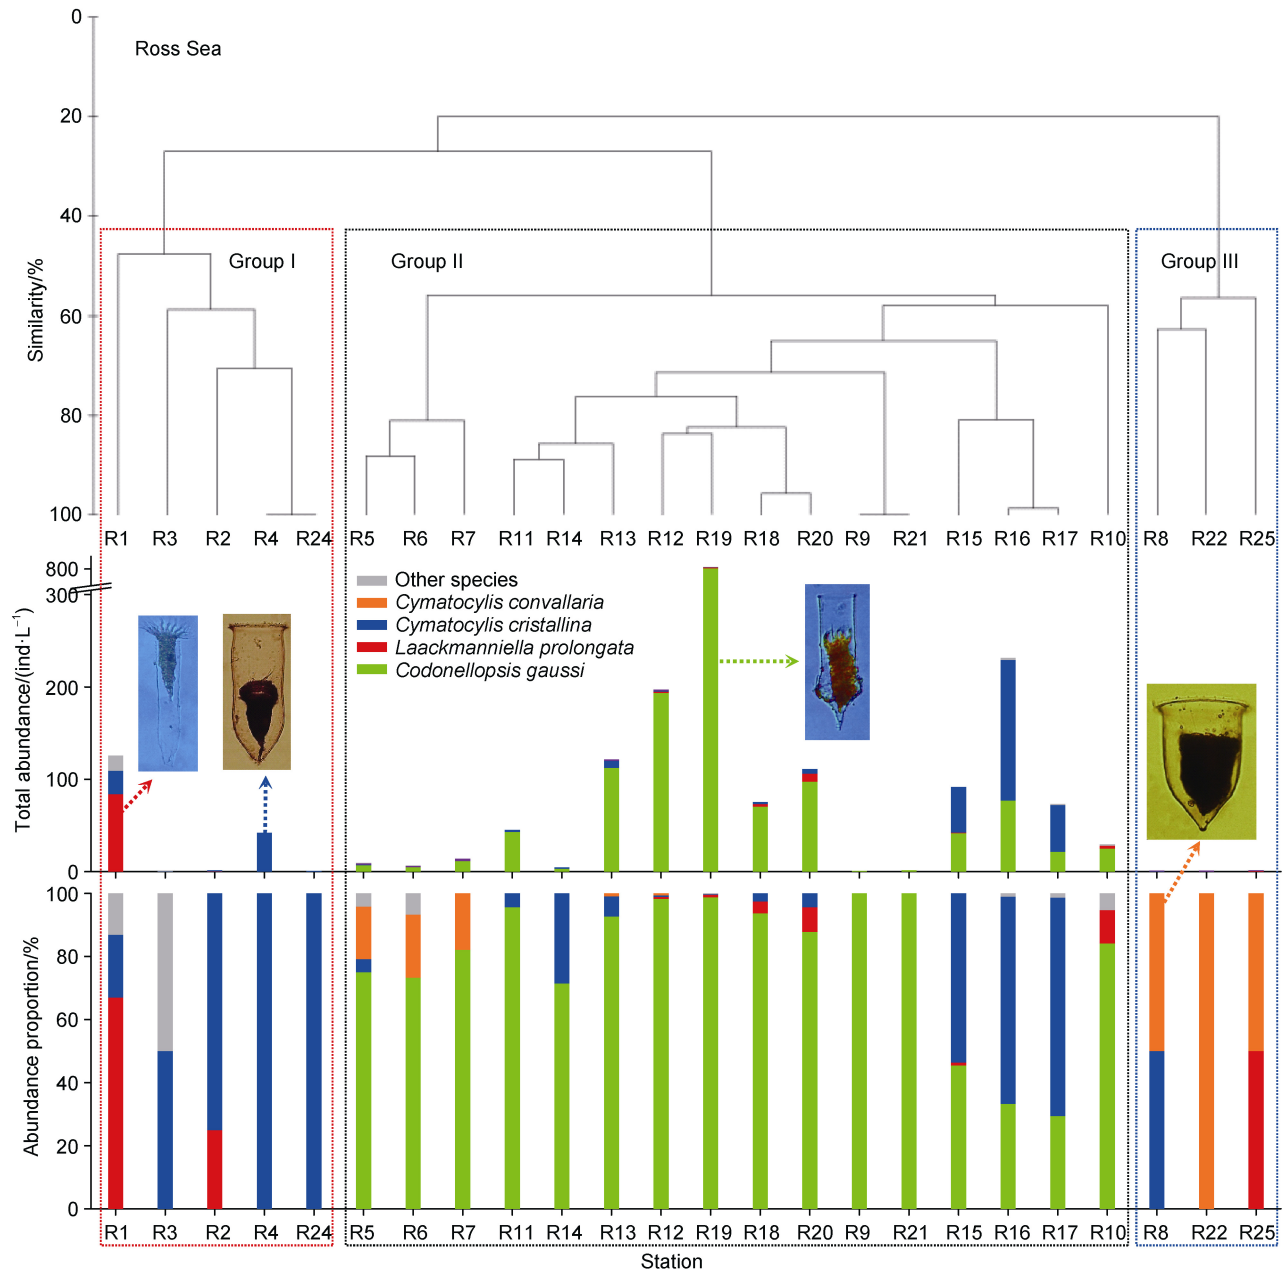 0
Ross Sea
20
40
Similarity/%
Group I
Group II
Group III
60
80
100
R1 R3 R2 R4 R24 R5 R6 R7 R11 R14 R13 R12 R19 R18 R20 R9 R21 R15 R16 R17 R10 R8 R22 R25
800
300
Total abundance/(ind·L⁻¹)
Other species
Cymatocylis convallaria
Cymatocylis cristallina
Laackmanniella prolongata
Codonellopsis gaussi
200
100
0
100
Abundance proportion/%
80
60
40
20
0
R1 R3 R2 R4 R24 R5 R6 R7 R11 R14 R13 R12 R19 R18 R20 R9 R21 R15 R16 R17 R10 R8 R22 R25
Station